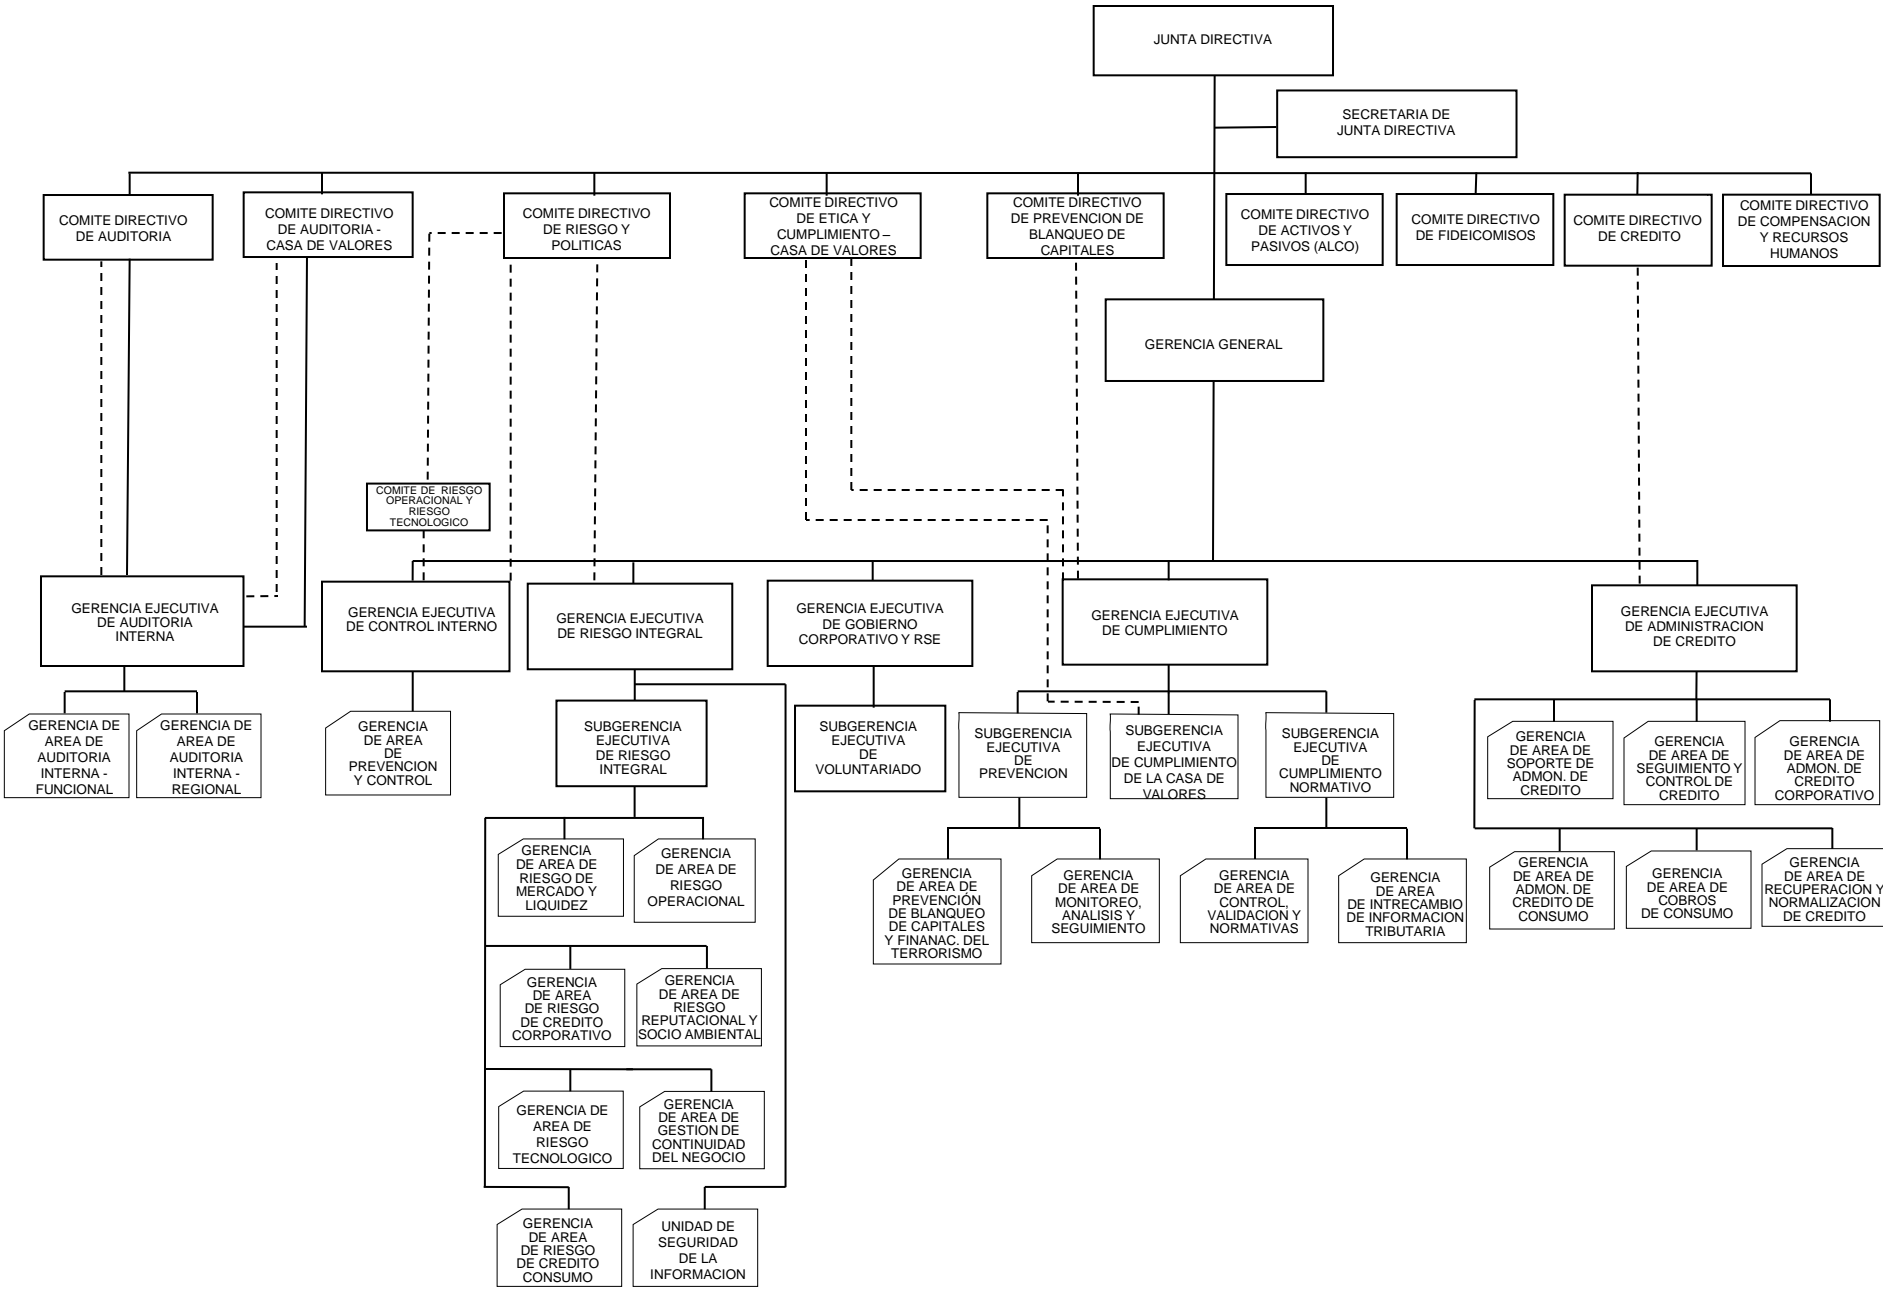 JUNTA DIRECTIVA
SECRETARIA DE
JUNTA DIRECTIVA
COMITE DIRECTIVO
DE AUDITORIA
COMITE DIRECTIVO
DE AUDITORIA -
CASA DE VALORES
COMITE DIRECTIVO
DE RIESGO Y
POLITICAS
COMITE DIRECTIVO
DE ETICA Y
CUMPLIMIENTO –
CASA DE VALORES
COMITE DIRECTIVO
DE PREVENCION DE
BLANQUEO DE
CAPITALES
COMITE DIRECTIVO
DE ACTIVOS Y
PASIVOS (ALCO)
COMITE DIRECTIVO
DE FIDEICOMISOS
COMITE DIRECTIVO
DE CREDITO
COMITE DIRECTIVO
DE COMPENSACION
Y RECURSOS
HUMANOS
GERENCIA GENERAL
COMITE DE RIESGO
OPERACIONAL Y
RIESGO
TECNOLOGICO
GERENCIA EJECUTIVA
DE AUDITORIA
INTERNA
GERENCIA EJECUTIVA
DE CONTROL INTERNO
GERENCIA EJECUTIVA
DE RIESGO INTEGRAL
GERENCIA EJECUTIVA
DE GOBIERNO
CORPORATIVO Y RSE
GERENCIA EJECUTIVA
DE CUMPLIMIENTO
GERENCIA EJECUTIVA
DE ADMINISTRACION
DE CREDITO
GERENCIA DE
AREA DE
AUDITORIA
INTERNA -
FUNCIONAL
GERENCIA DE
AREA DE
AUDITORIA
INTERNA -
REGIONAL
GERENCIA
DE AREA
DE
PREVENCION
Y CONTROL
SUBGERENCIA
EJECUTIVA
DE RIESGO
INTEGRAL
SUBGERENCIA
EJECUTIVA
DE
VOLUNTARIADO
SUBGERENCIA
EJECUTIVA
DE
PREVENCION
SUBGERENCIA
EJECUTIVA
DE CUMPLIMIENTO
DE LA CASA DE
VALORES
SUBGERENCIA
EJECUTIVA
DE
CUMPLIMIENTO
NORMATIVO
GERENCIA
DE AREA DE
SOPORTE DE
ADMON. DE
CREDITO
GERENCIA
DE AREA DE
SEGUIMIENTO Y
CONTROL DE
CREDITO
GERENCIA
DE AREA DE
ADMON. DE
CREDITO
CORPORATIVO
GERENCIA
DE AREA DE
RIESGO DE
MERCADO Y
LIQUIDEZ
GERENCIA
DE AREA DE
RIESGO
OPERACIONAL
GERENCIA
DE AREA DE
PREVENCIÓN
DE BLANQUEO
DE CAPITALES
Y FINANAC. DEL
TERRORISMO
GERENCIA
DE AREA DE
MONITOREO,
ANALISIS Y
SEGUIMIENTO
GERENCIA
DE AREA DE
CONTROL,
VALIDACION Y
NORMATIVAS
GERENCIA
DE AREA
DE INTRECAMBIO
DE INFORMACION
TRIBUTARIA
GERENCIA
DE AREA DE
ADMON. DE
CREDITO DE
CONSUMO
GERENCIA
DE AREA DE
COBROS
DE CONSUMO
GERENCIA
DE AREA DE
RECUPERACION Y
NORMALIZACION
DE CREDITO
GERENCIA
DE AREA
DE RIESGO
DE CREDITO
CORPORATIVO
GERENCIA
DE AREA DE
RIESGO
REPUTACIONAL Y
SOCIO AMBIENTAL
GERENCIA DE
AREA DE
RIESGO
TECNOLOGICO
GERENCIA
DE AREA DE
GESTION DE
CONTINUIDAD
DEL NEGOCIO
GERENCIA
DE AREA
DE RIESGO
DE CREDITO
CONSUMO
UNIDAD DE
SEGURIDAD
DE LA
INFORMACION